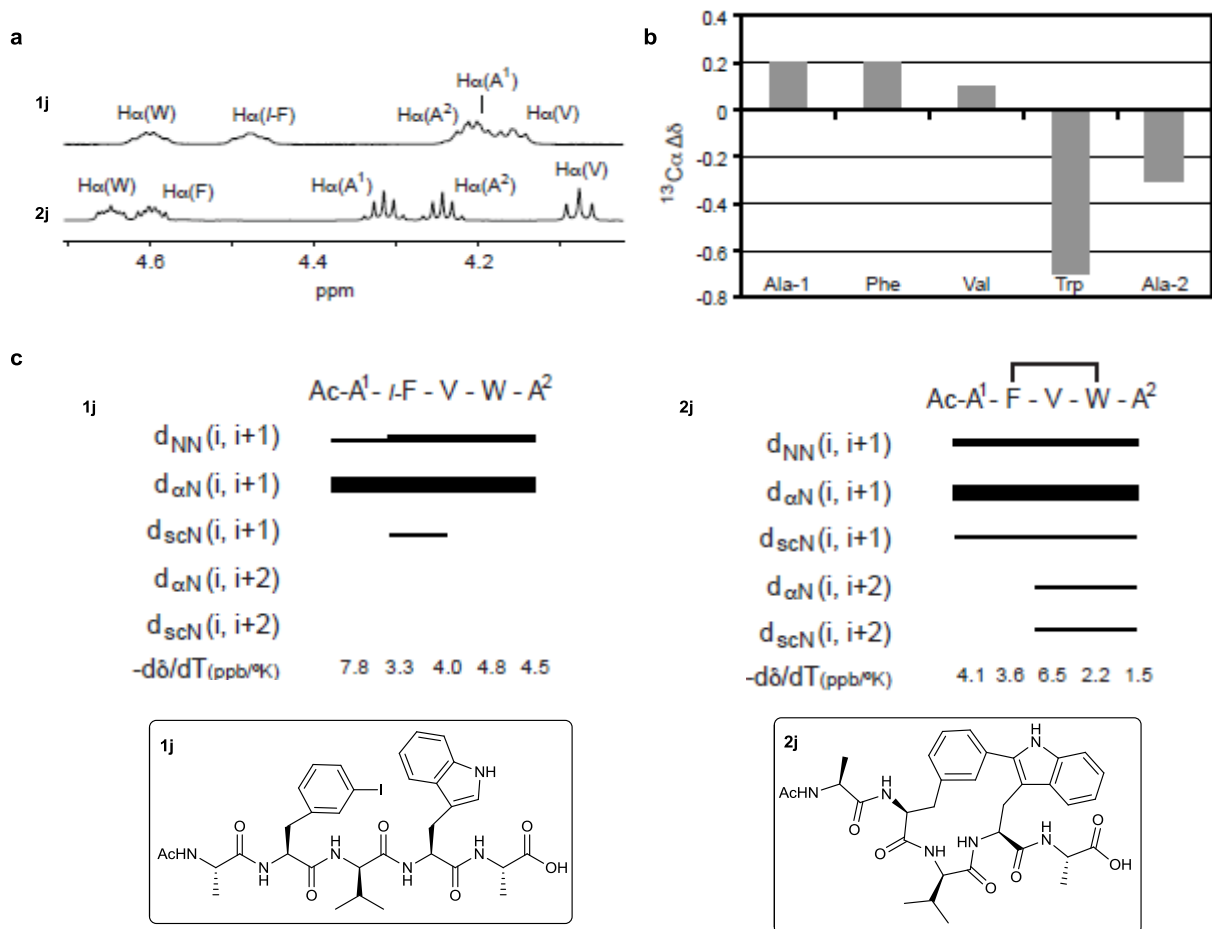 a
1j
Hα(W)
Hα(I-F)
Hα(A²)
Hα(A¹)
Hα(V)
2j
Hα(W)
Hα(F)
Hα(A¹)
Hα(A²)
Hα(V)
4.6
4.4
4.2
ppm
b
¹³Cα Δδ
0.4
0.2
0
-0.2
-0.4
-0.6
-0.8
Ala-1
Phe
Val
Trp
Ala-2
c
1j
Ac-A¹- I-F - V - W - A²
dNN(i, i+1)
dαN(i, i+1)
dscN(i, i+1)
dαN(i, i+2)
dscN(i, i+2)
-dδ/dT(ppb/ºK) 7.8 3.3 4.0 4.8 4.5
2j
Ac-A¹- F - V - W - A²
dNN(i, i+1)
dαN(i, i+1)
dscN(i, i+1)
dαN(i, i+2)
dscN(i, i+2)
-dδ/dT(ppb/ºK) 4.1 3.6 6.5 2.2 1.5
1j
I
NH
O
H
N
O
H
N
O
AcHN
N
H
O
N
H
O
OH
2j
H
N
AcHN
O
H
N
O
HN
O
HN
O
H
N
O
OH